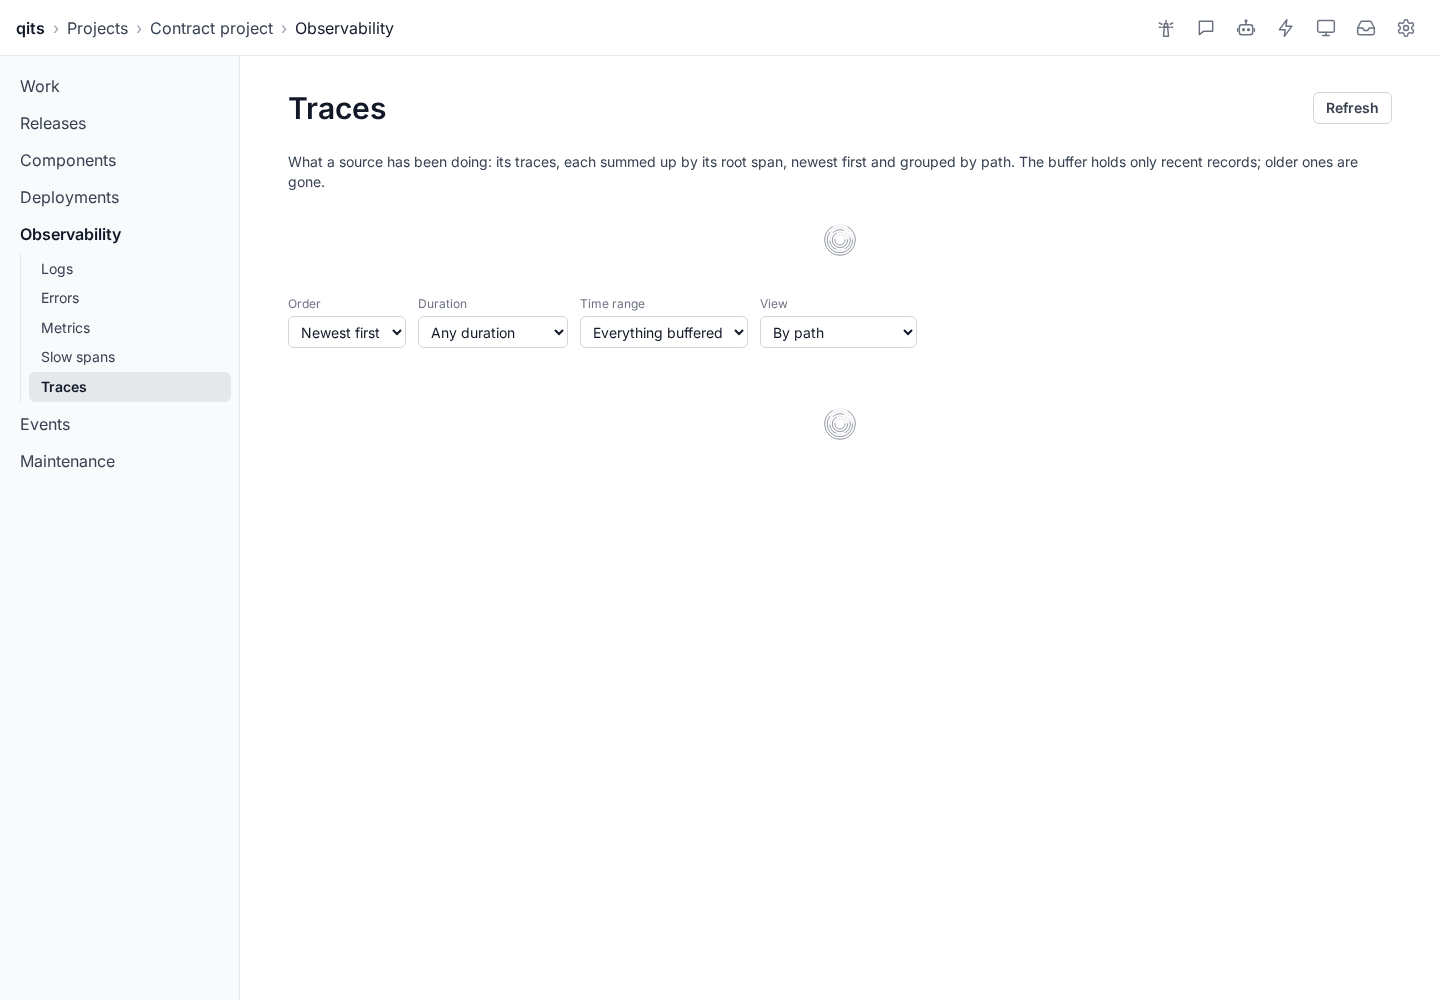 qits › Projects › Contract project › Observability
Work
Releases
Components
Deployments
Observability
Logs
Errors
Metrics
Slow spans
Traces
Events
Maintenance
Traces
Refresh
What a source has been doing: its traces, each summed up by its root span, newest first and grouped by path. The buffer holds only recent records; older ones are
gone.
Order Duration Time range View
Newest first Any duration Everything buffered By path